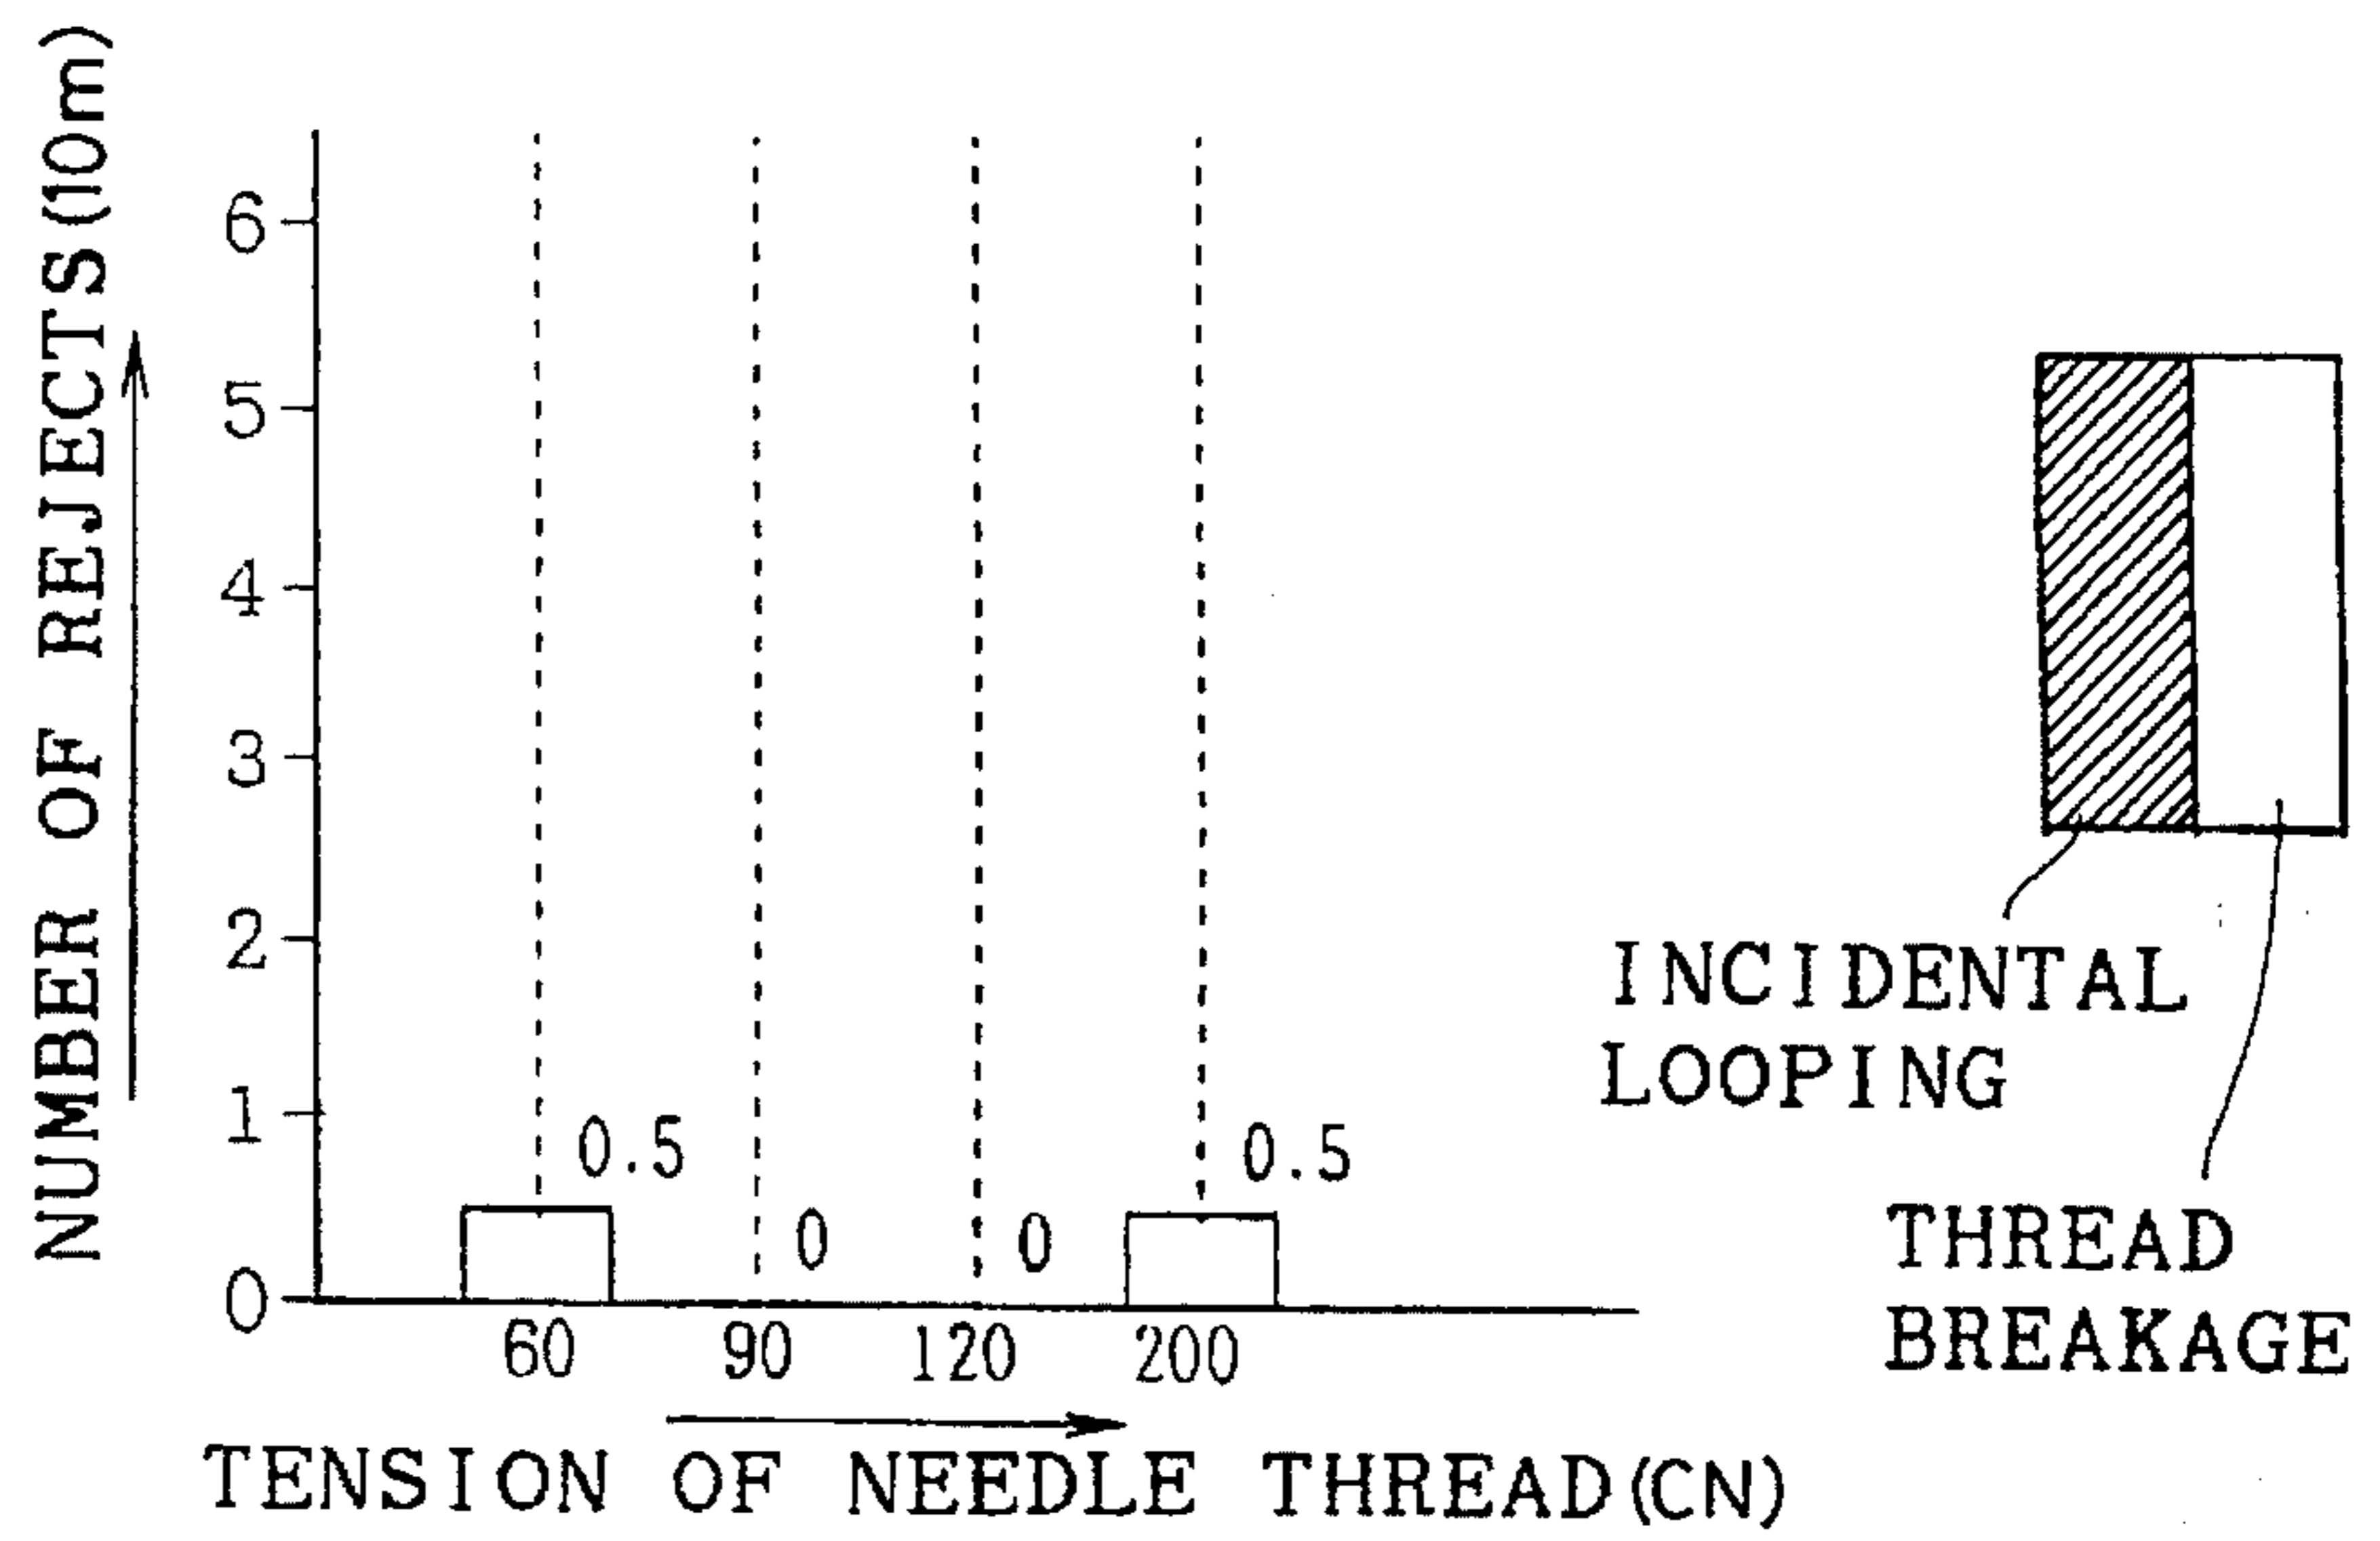 NUMBER OF REJECTS(10m)
6
5
4
3
2
1
0
0.5
0
0
0.5
60 90 120 200
TENSION OF NEEDLE THREAD(CN)
INCIDENTAL
LOOPING
THREAD
BREAKAGE